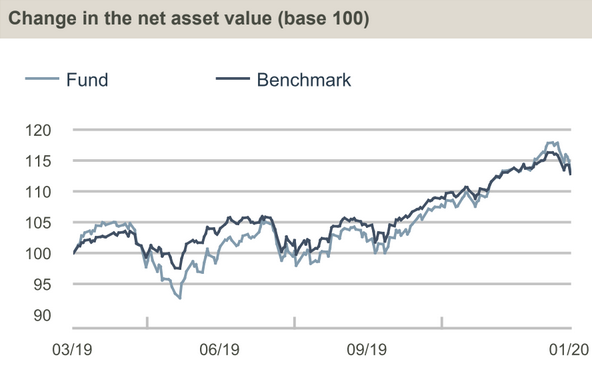 Change in the net asset value (base 100)
Fund Benchmark
120
115
110
105
100
95
90
03/19 06/19 09/19 01/20